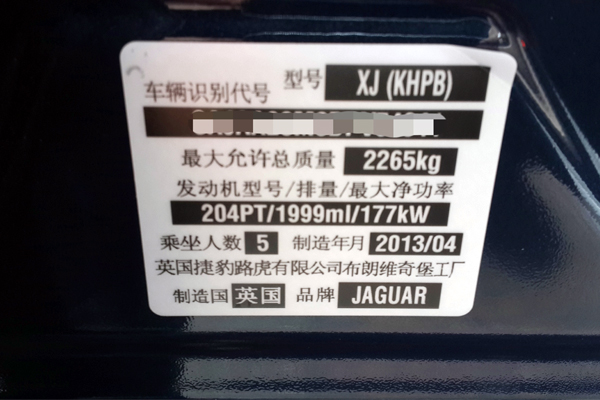 型号 XJ (KHPB)
车辆识别代号
最大允许总质量 2265kg
发动机型号/排量/最大净功率
204PT/1999ml/177kW
乘坐人数 5 制造年月 2013/04
英国捷豹路虎有限公司布朗维奇堡工厂
制造国 英国 品牌 JAGUAR